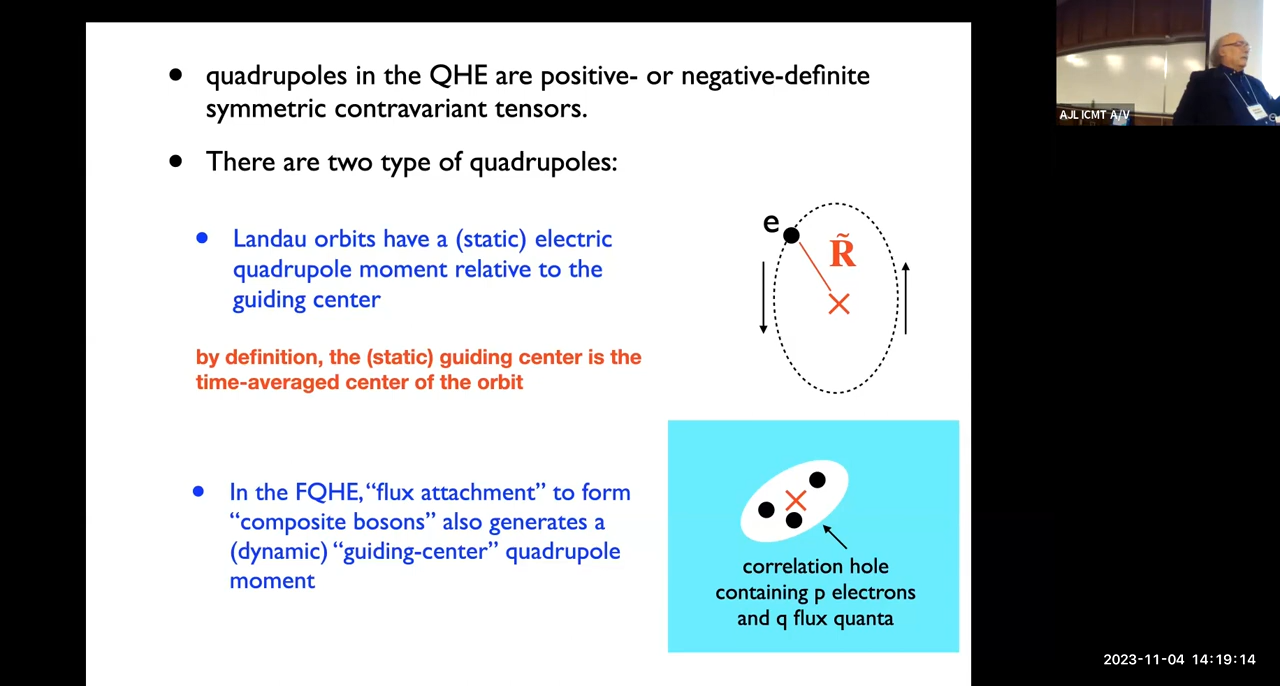 • quadrupoles in the QHE are positive- or negative-definite
symmetric contravariant tensors.
• There are two type of quadrupoles:
• Landau orbits have a (static) electric
quadrupole moment relative to the
guiding center
e
R̃
by definition, the (static) guiding center is the
time-averaged center of the orbit
• In the FQHE, “flux attachment” to form
“composite bosons” also generates a
(dynamic) “guiding-center” quadrupole
moment
correlation hole
containing p electrons
and q flux quanta
AJL ICMT A/V
2023-11-04 14:19:14